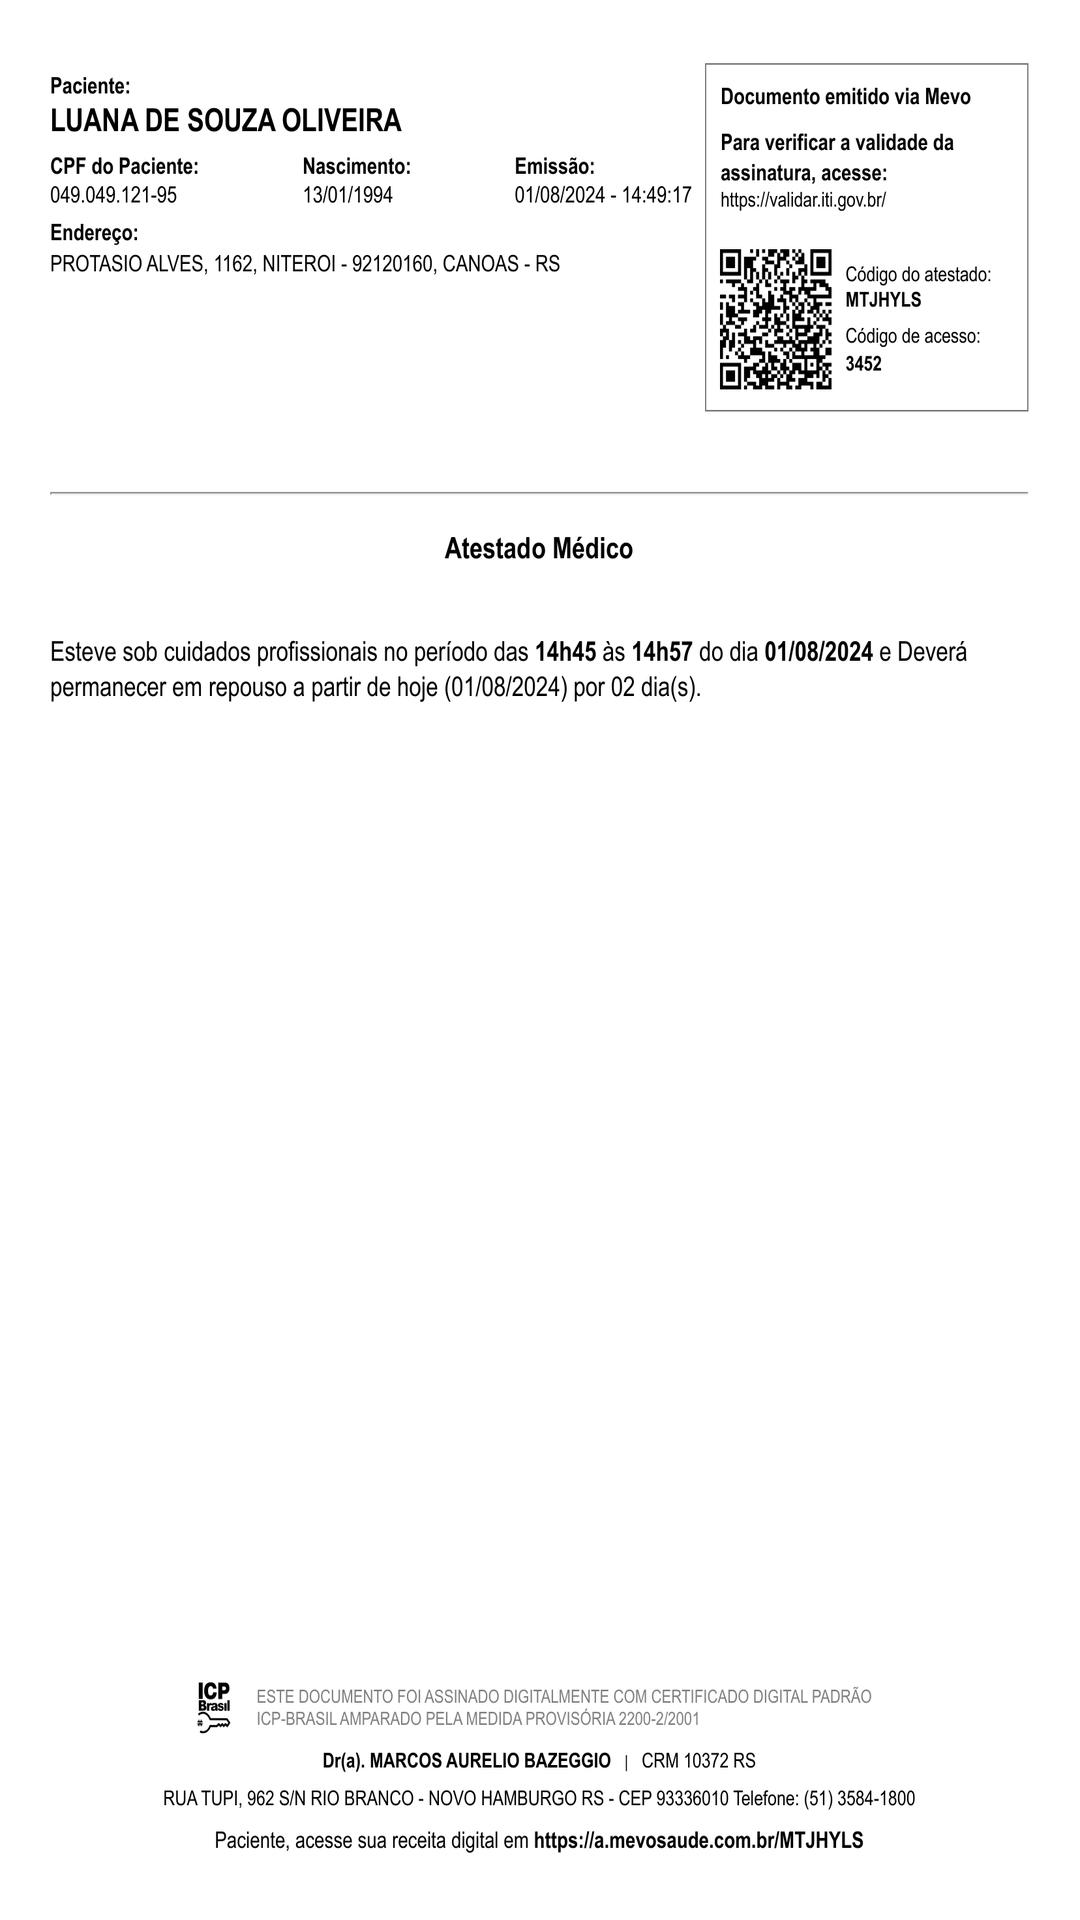 Paciente:
LUANA DE SOUZA OLIVEIRA
CPF do Paciente: Nascimento: Emissão:
049.049.121-95 13/01/1994 01/08/2024 - 14:49:17
Endereço:
PROTASIO ALVES, 1162, NITEROI - 92120160, CANOAS - RS
Documento emitido via Mevo
Para verificar a validade da
assinatura, acesse:
https://validar.iti.gov.br/
Código do atestado:
MTJHYLS
Código de acesso:
3452
Atestado Médico
Esteve sob cuidados profissionais no período das 14h45 às 14h57 do dia 01/08/2024 e Deverá
permanecer em repouso a partir de hoje (01/08/2024) por 02 dia(s).
ICP
Brasil
ESTE DOCUMENTO FOI ASSINADO DIGITALMENTE COM CERTIFICADO DIGITAL PADRÃO
ICP-BRASIL AMPARADO PELA MEDIDA PROVISÓRIA 2200-2/2001
Dr(a). MARCOS AURELIO BAZEGGIO | CRM 10372 RS
RUA TUPI, 962 S/N RIO BRANCO - NOVO HAMBURGO RS - CEP 93336010 Telefone: (51) 3584-1800
Paciente, acesse sua receita digital em https://a.mevosaude.com.br/MTJHYLS